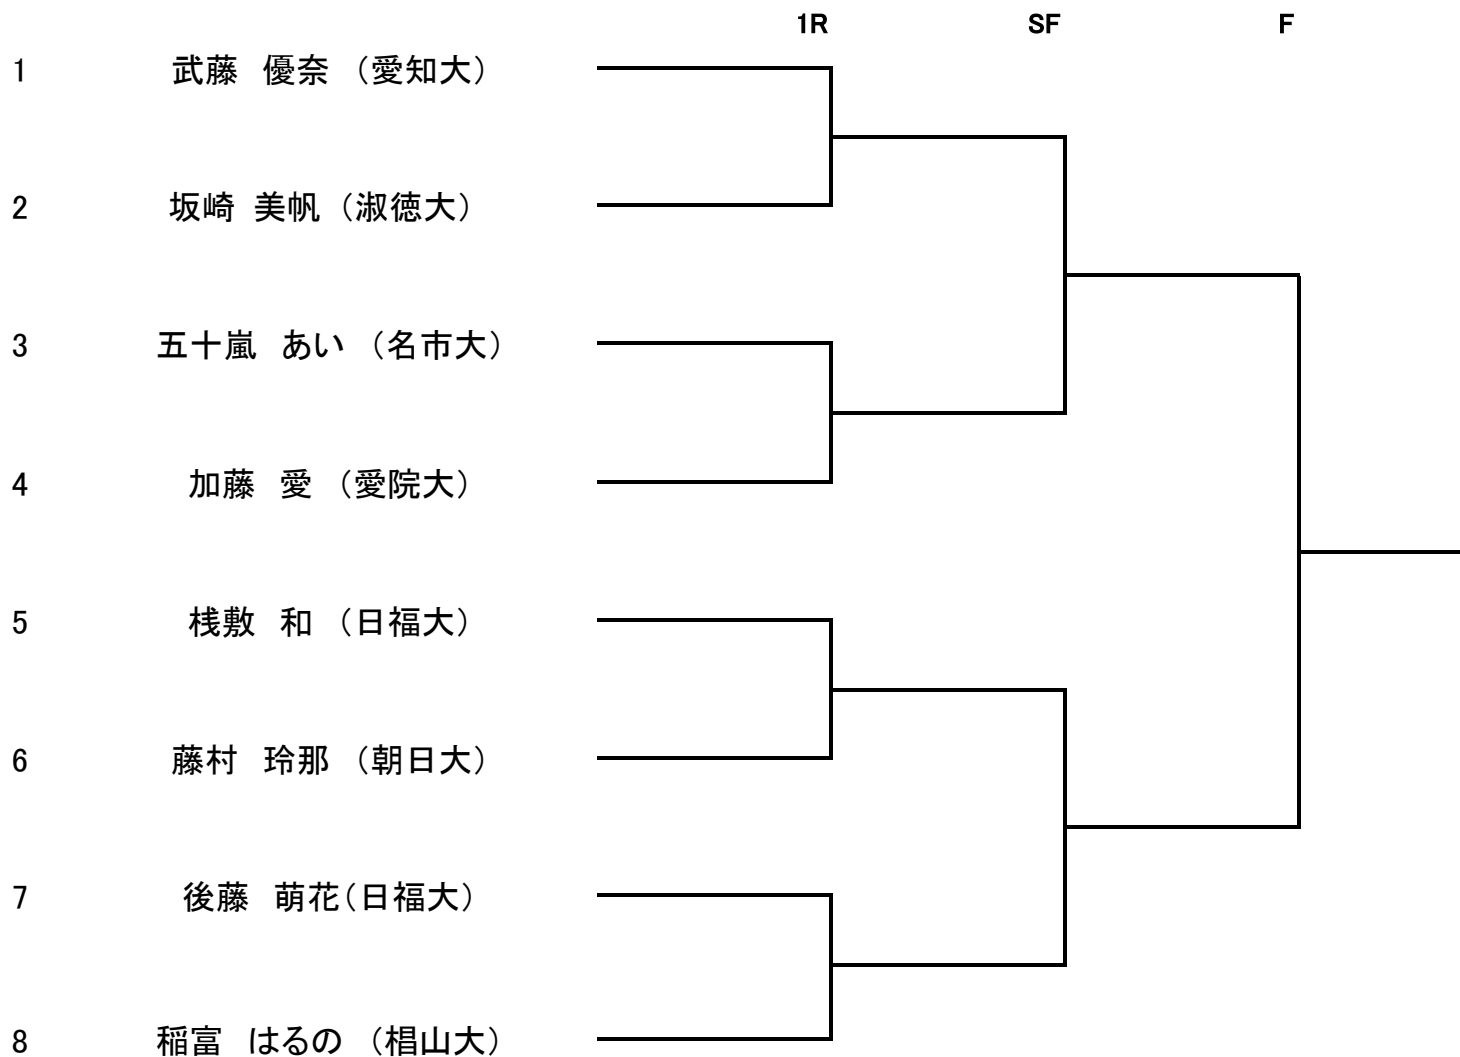 1R SF F
1 武藤　優奈 （愛知大）
2 坂崎 美帆 （淑徳大）
3 五十嵐　あい （名市大）
4 加藤　愛 （愛院大）
5 桟敷　和 （日福大）
6 藤村　玲那 （朝日大）
7 後藤　萌花（日福大）
8 稲富　はるの （椙山大）